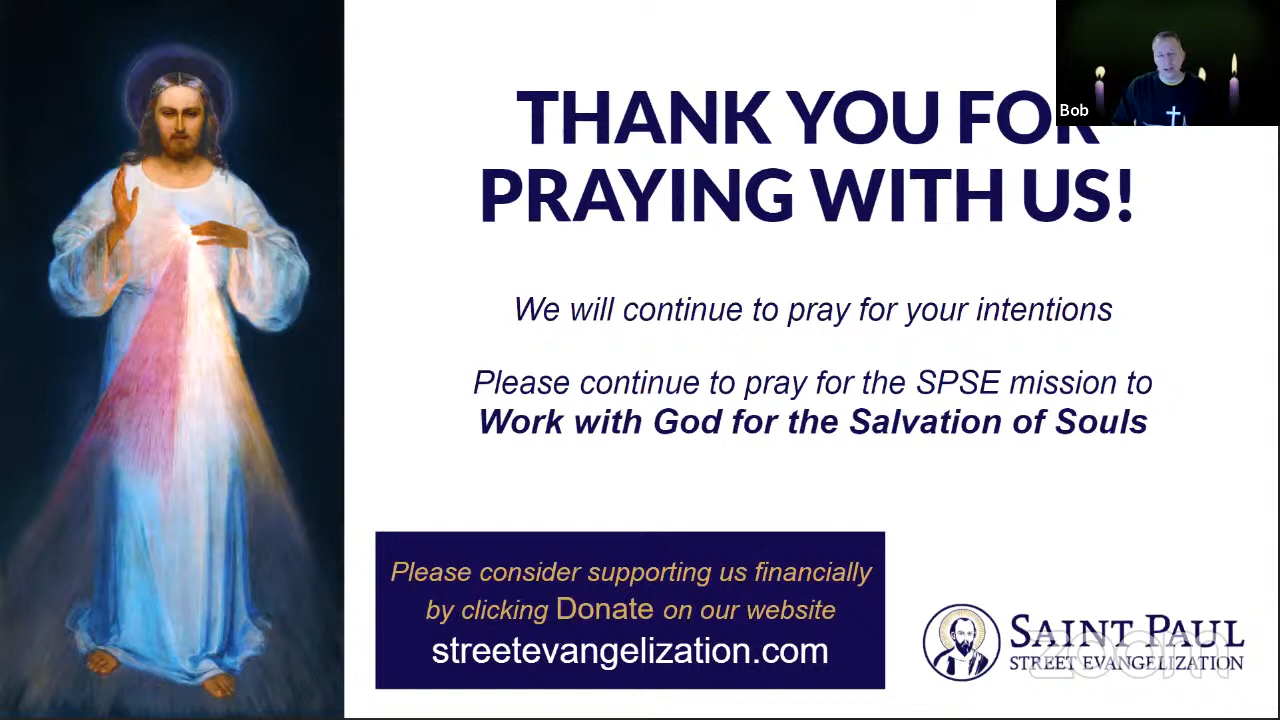 THANK YOU FOR
PRAYING WITH US!
Bob
We will continue to pray for your intentions
Please continue to pray for the SPSE mission to
Work with God for the Salvation of Souls
Please consider supporting us financially
by clicking Donate on our website
streetevangelization.com
SAINT PAUL
STREET EVANGELIZATION
zoom